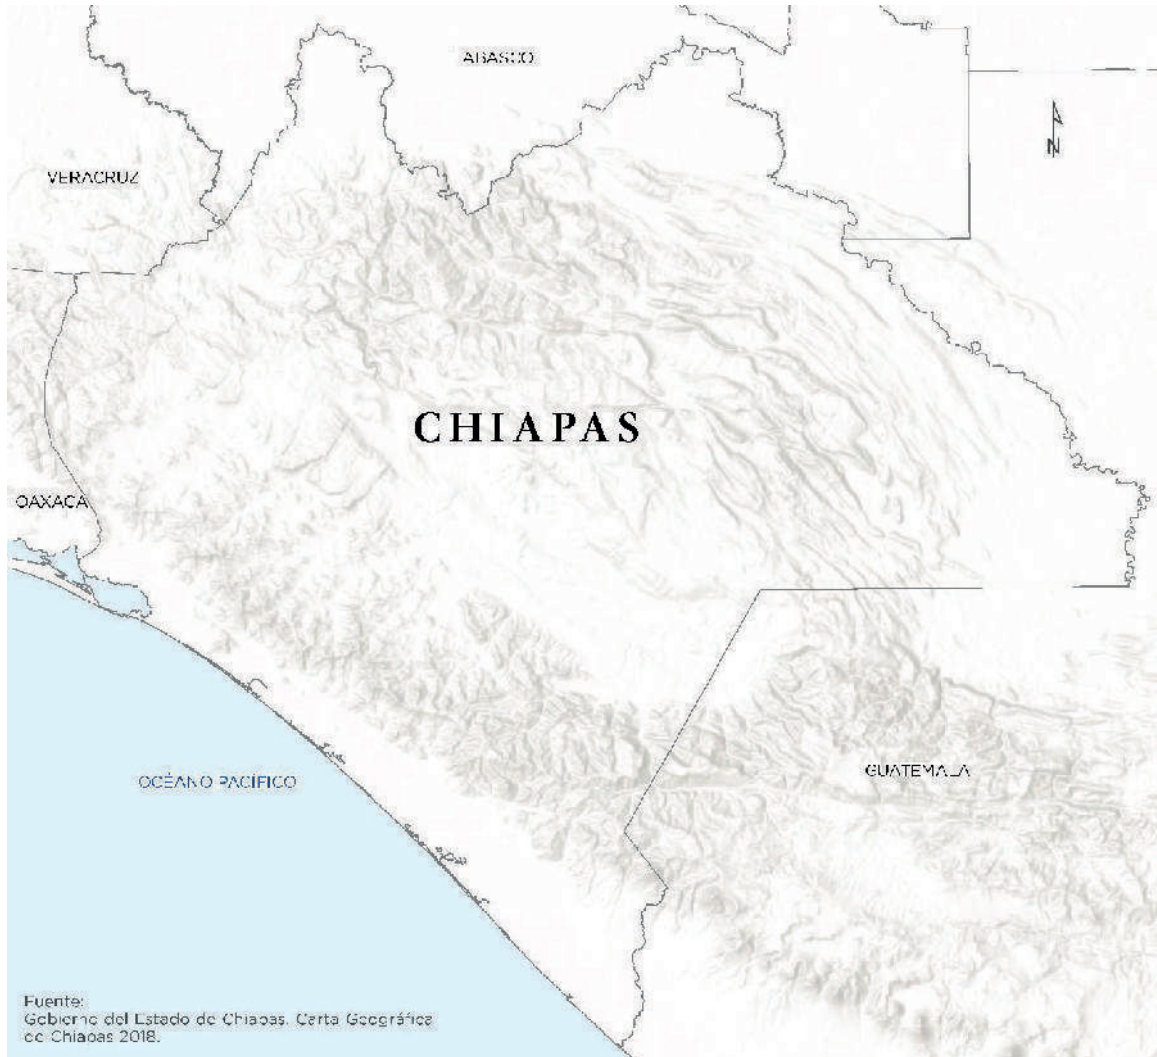 ABASCO
VERACRUZ
N
CHIAPAS
OAXACA
OCÉANO PACÍFICO
GUATEMALA
Fuente:
Gobierno del Estado de Chiapas. Carta Geográfica
de Chiapas 2018.